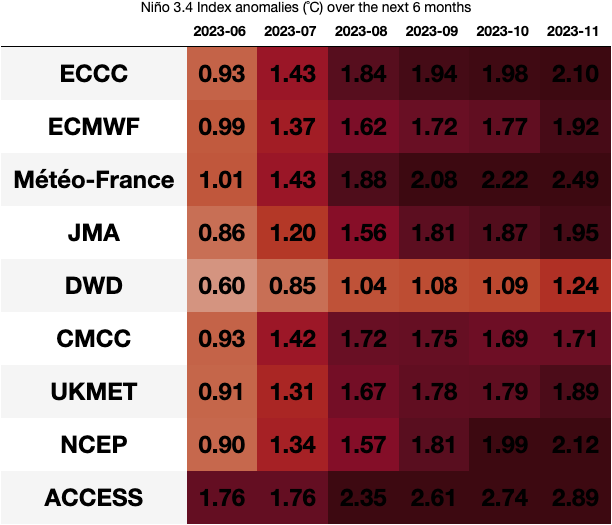 Niño 3.4 Index anomalies (℃) over the next 6 months
2023-06 2023-07 2023-08 2023-09 2023-10 2023-11
ECCC 0.93 1.43 1.84 1.94 1.98 2.10
ECMWF 0.99 1.37 1.62 1.72 1.77 1.92
Météo-France 1.01 1.43 1.88 2.08 2.22 2.49
JMA 0.86 1.20 1.56 1.81 1.87 1.95
DWD 0.60 0.85 1.04 1.08 1.09 1.24
CMCC 0.93 1.42 1.72 1.75 1.69 1.71
UKMET 0.91 1.31 1.67 1.78 1.79 1.89
NCEP 0.90 1.34 1.57 1.81 1.99 2.12
ACCESS 1.76 1.76 2.35 2.61 2.74 2.89